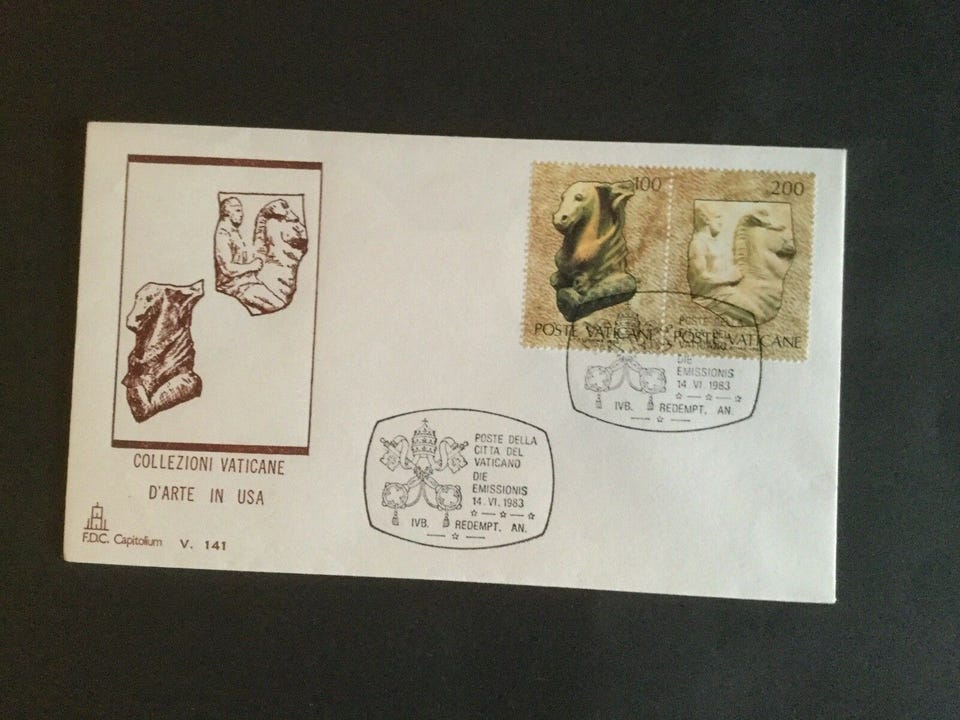 100
200
POSTE VATICANE
POSTE VATICANE
DIE
EMISSIONIS
14.VI.1983
IVB. REDEMPT. AN.
POSTE DELLA
CITTÀ DEL
VATICANO
DIE
EMISSIONIS
14.VI.1983
IVB. REDEMPT. AN.
COLLEZIONI VATICANE
D'ARTE IN USA
F.D.C. Capitolium V. 141